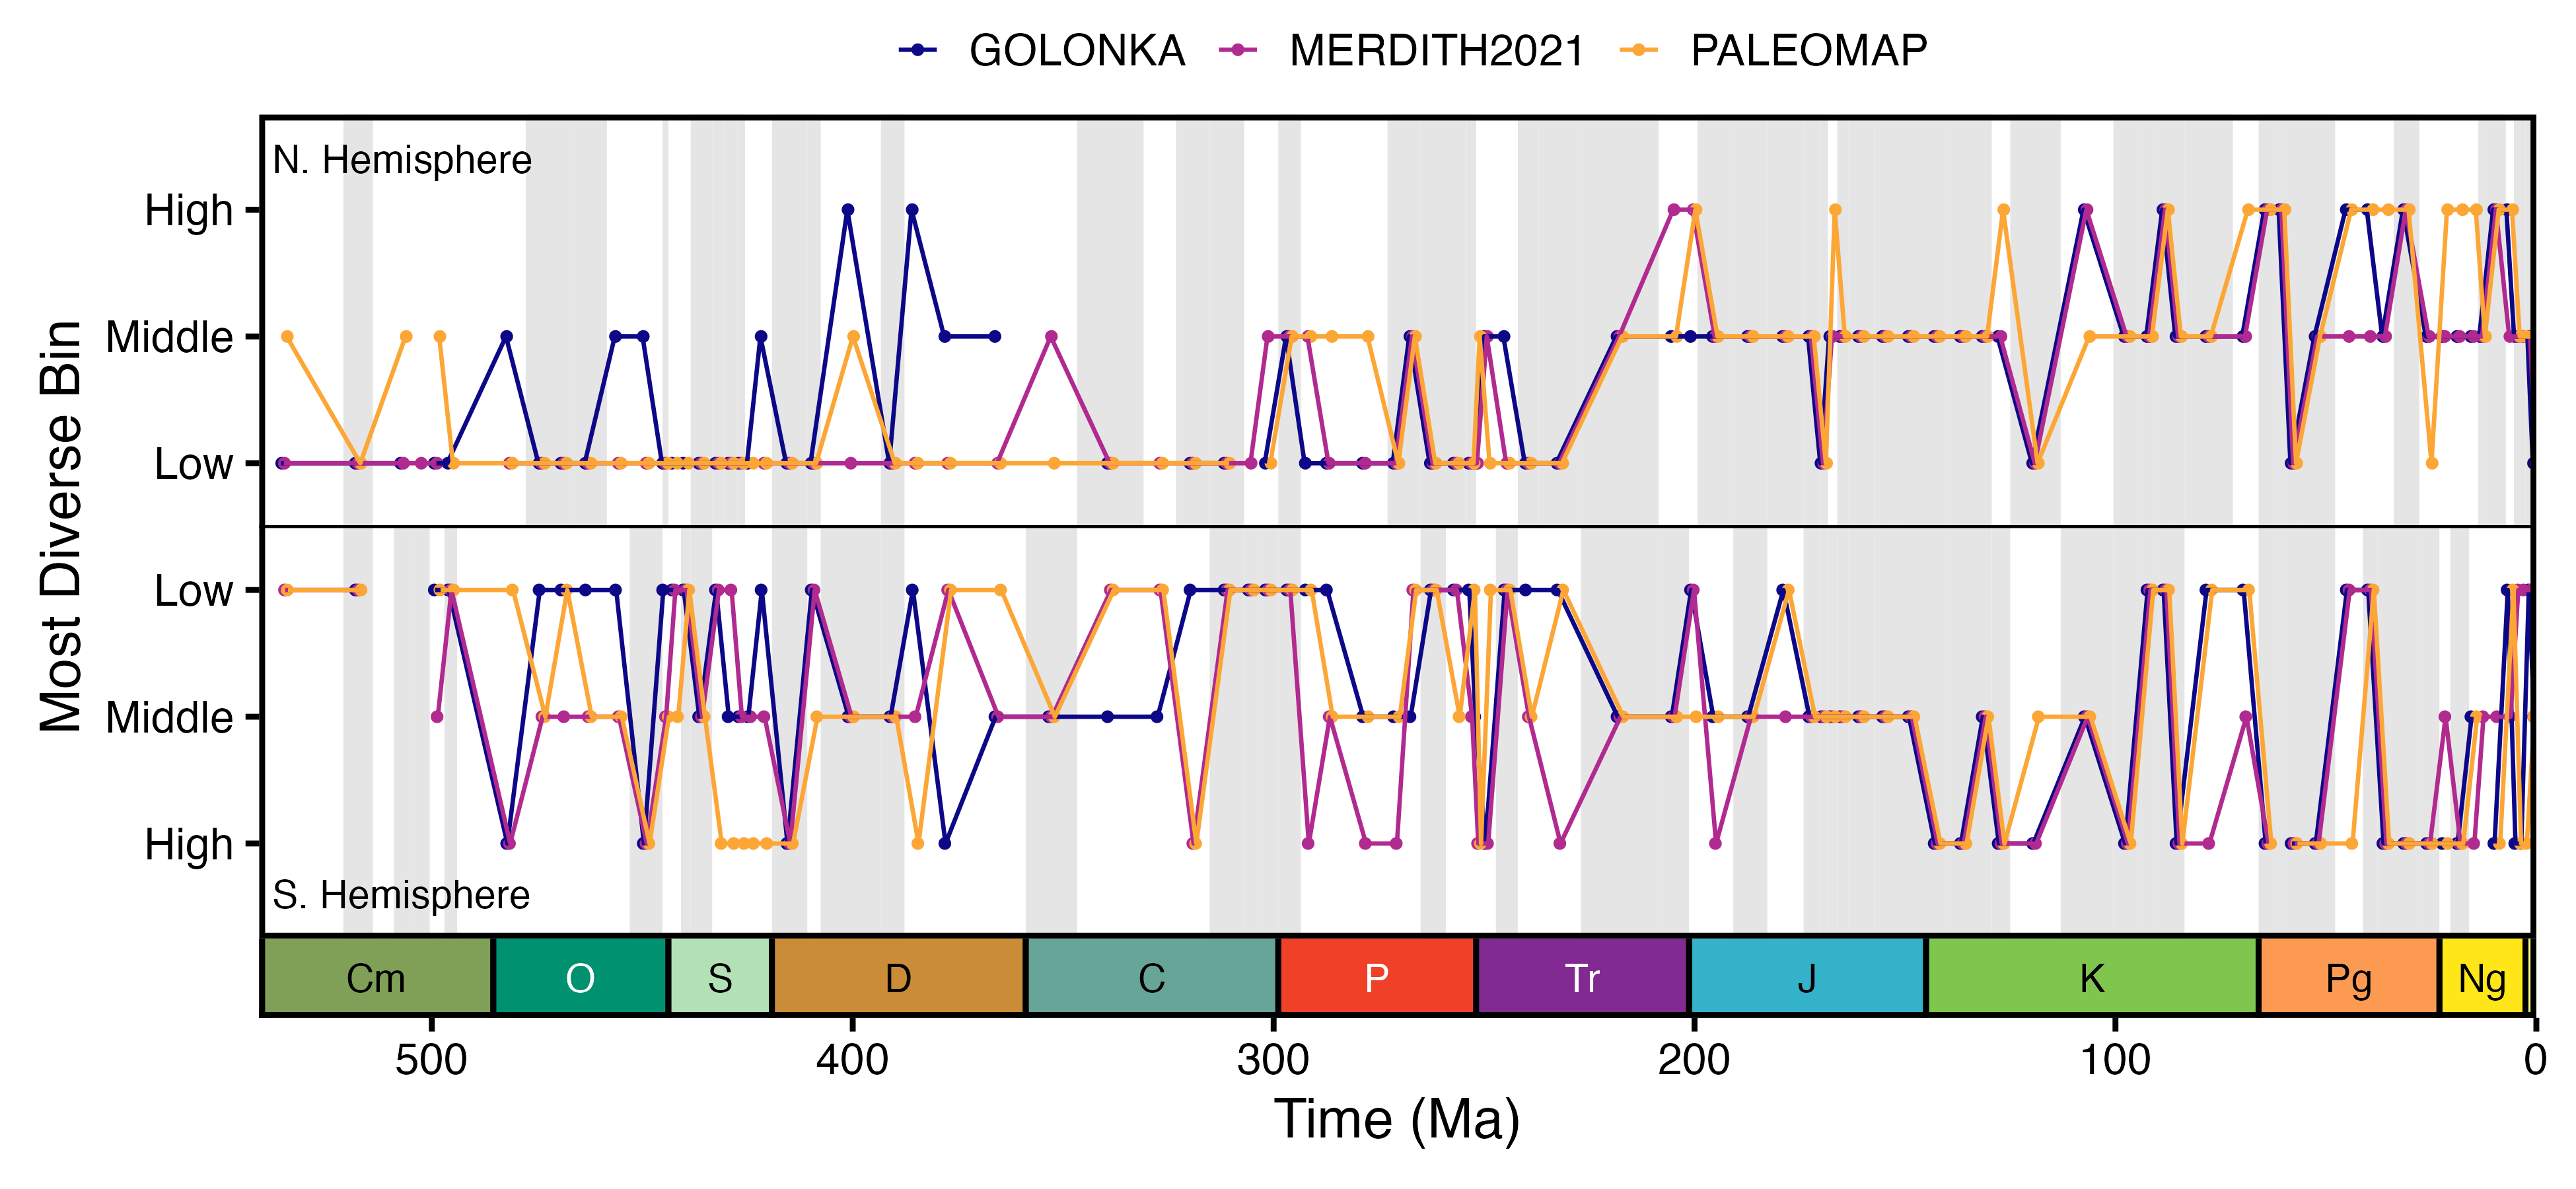 GOLONKA MERDITH2021 PALEOMAP
N. Hemisphere
High
Middle
Low
Most Diverse Bin
Low
Middle
High
S. Hemisphere
Cm O S D C P Tr J K Pg Ng
500 400 300 200 100 0
Time (Ma)